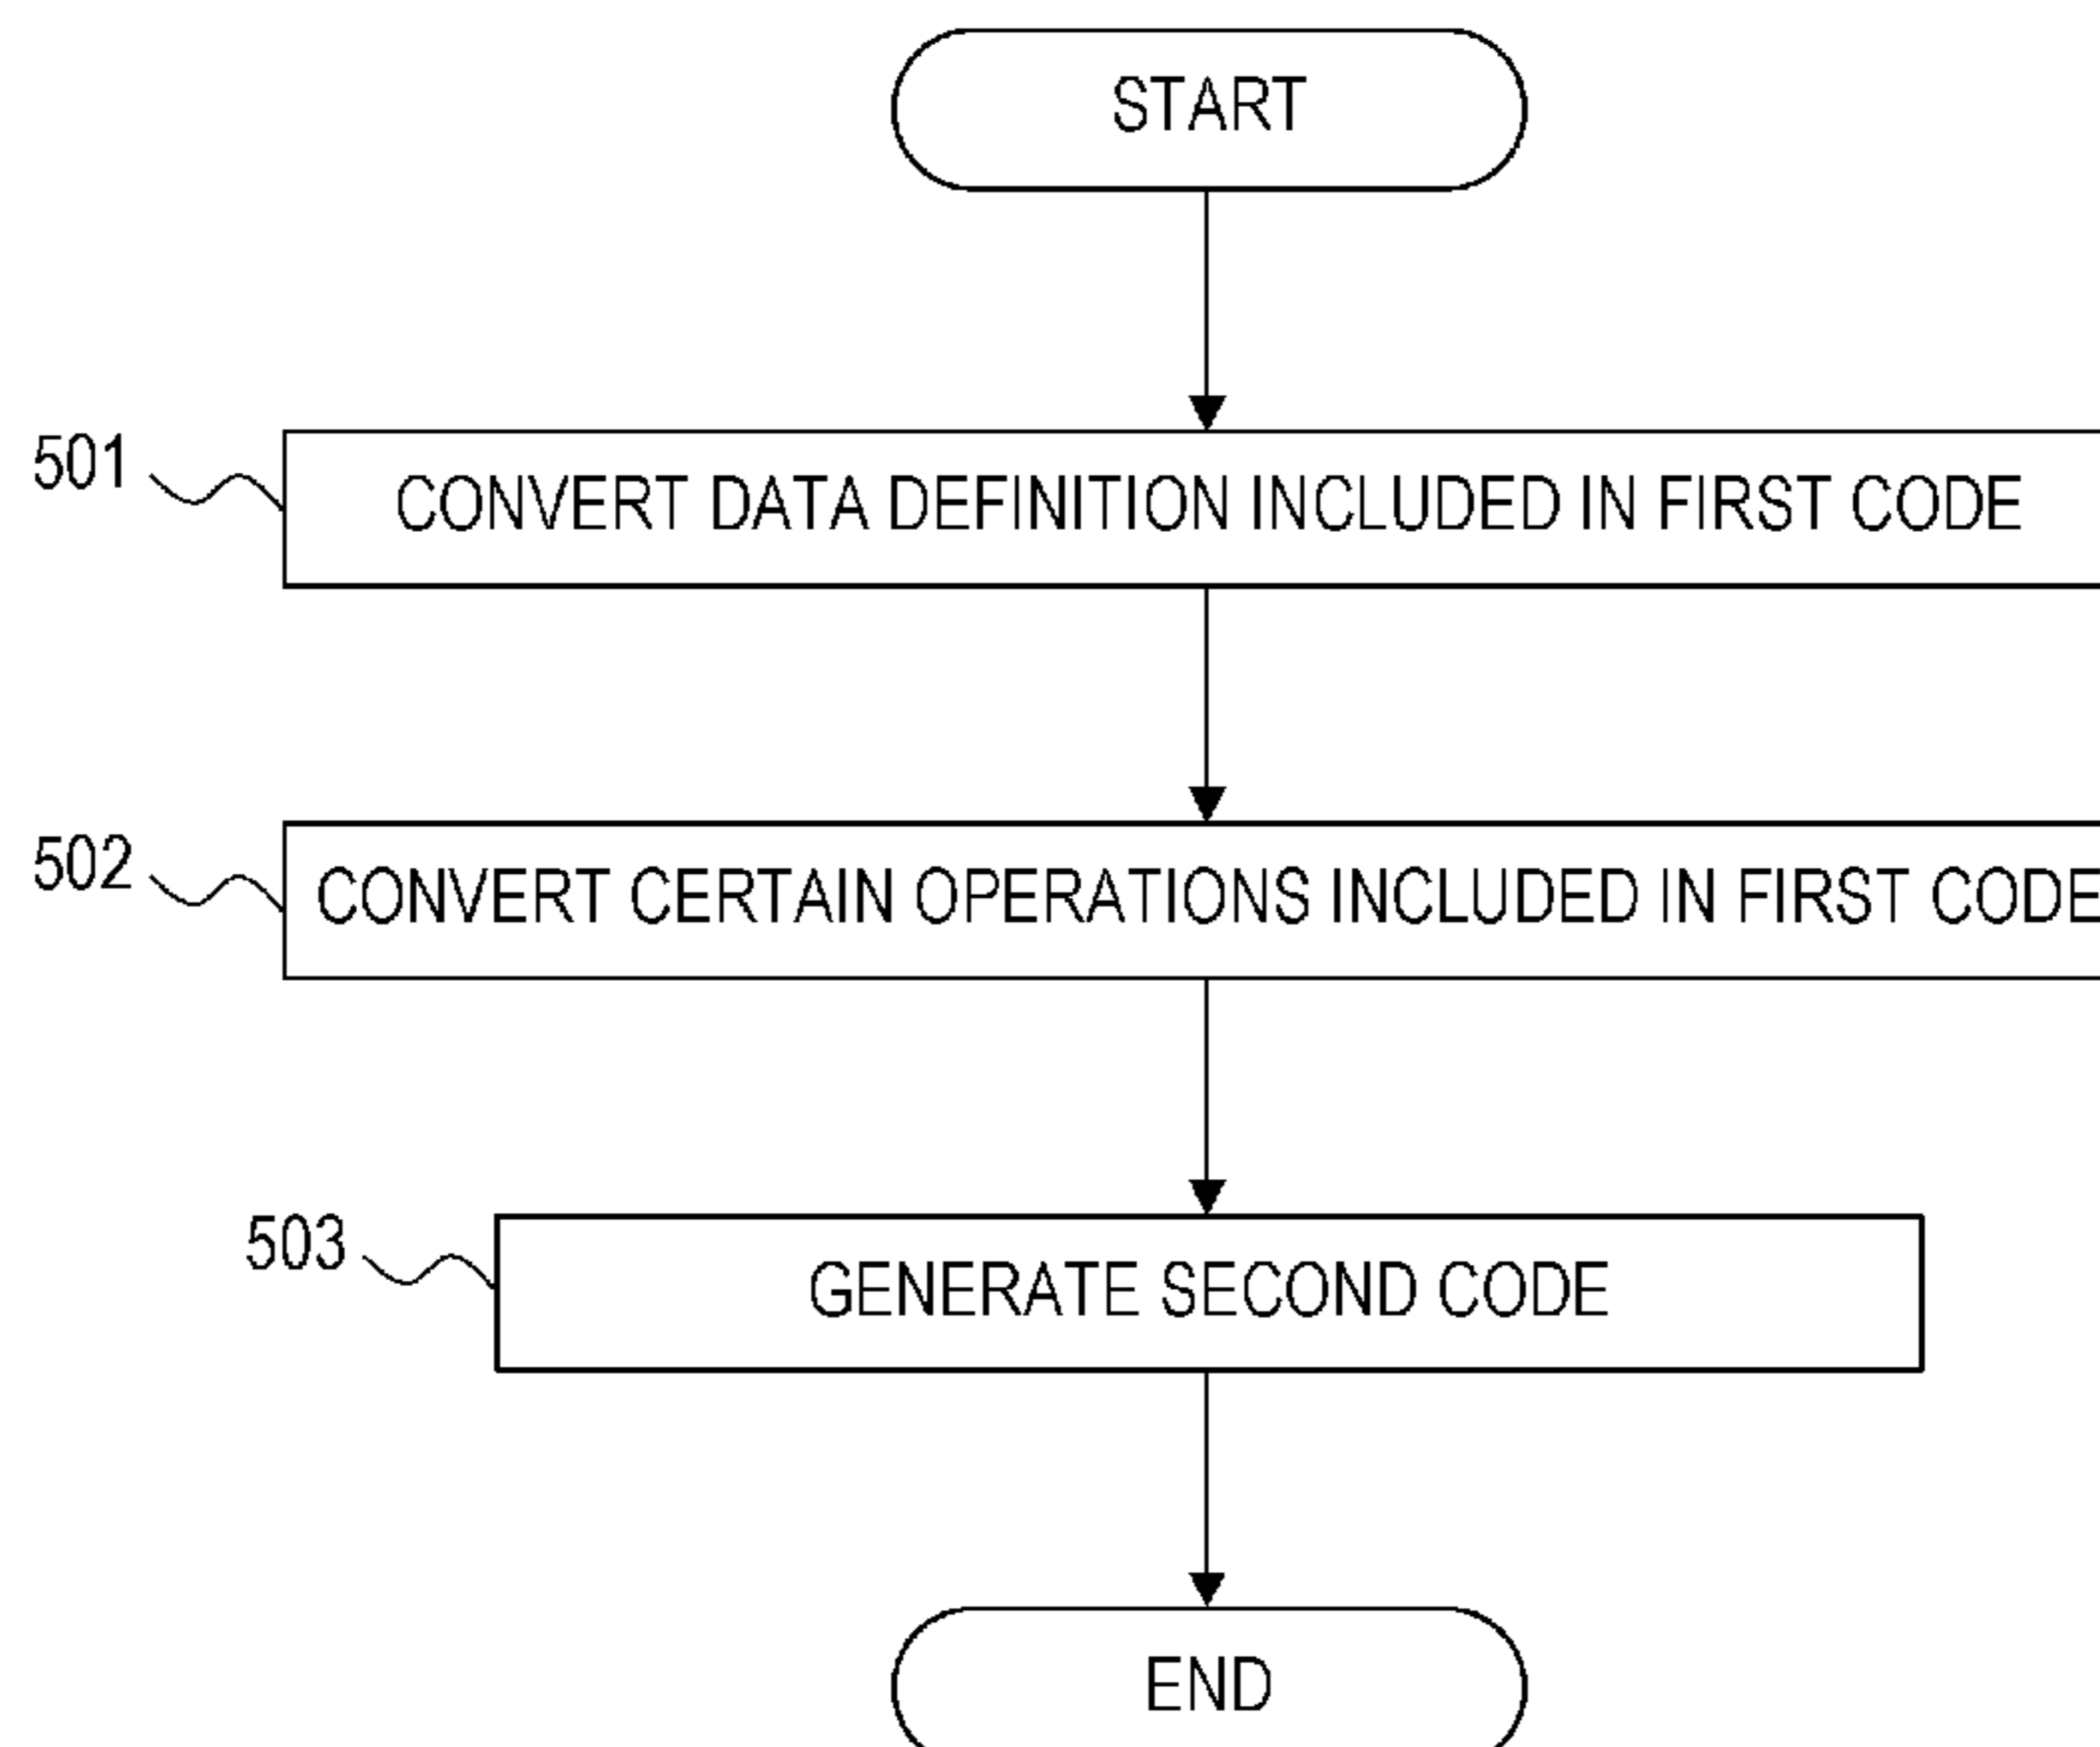 START
501
CONVERT DATA DEFINITION INCLUDED IN FIRST CODE
502
CONVERT CERTAIN OPERATIONS INCLUDED IN FIRST CODE
503
GENERATE SECOND CODE
END